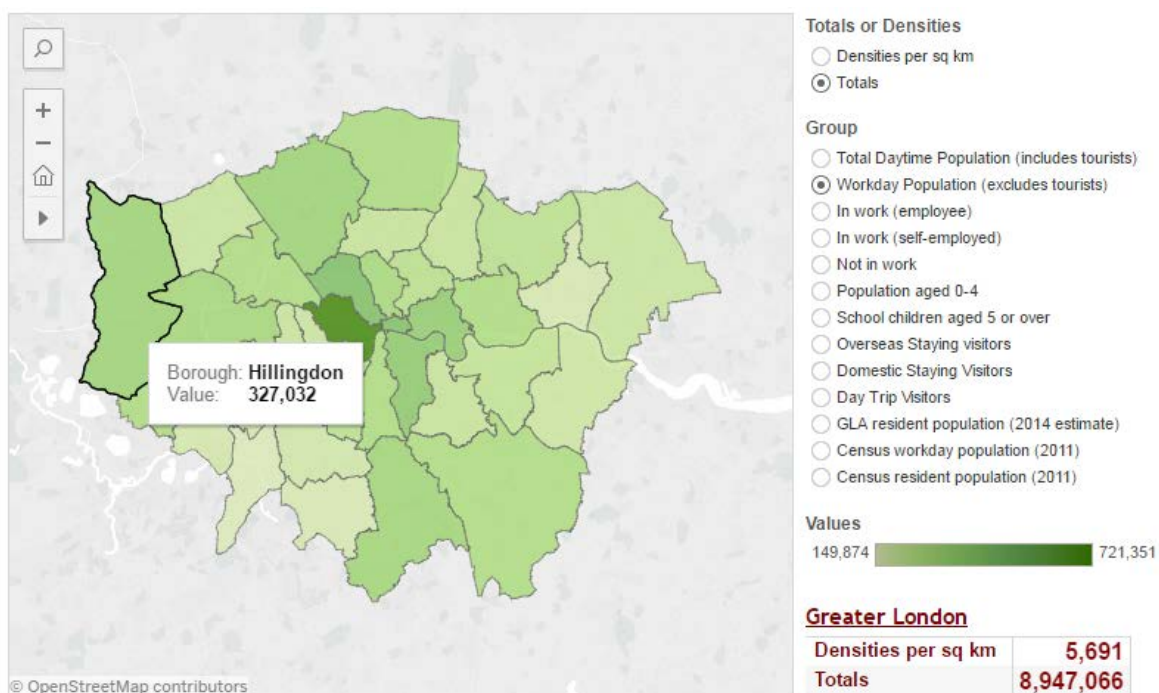 Borough: Hillingdon
Value: 327,032
© OpenStreetMap contributors
Totals or Densities
Densities per sq km
Totals
Group
Total Daytime Population (includes tourists)
Workday Population (excludes tourists)
In work (employee)
In work (self-employed)
Not in work
Population aged 0-4
School children aged 5 or over
Overseas Staying visitors
Domestic Staying Visitors
Day Trip Visitors
GLA resident population (2014 estimate)
Census workday population (2011)
Census resident population (2011)
Values
149,874 721,351
Greater London
Densities per sq km 5,691
Totals 8,947,066